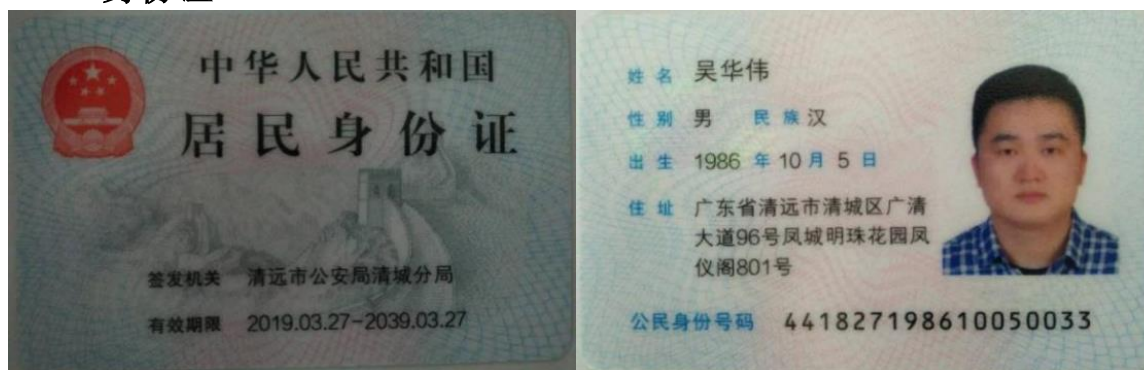 中华人民共和国
居民身份证
签发机关 清远市公安局清城分局
有效期限 2019.03.27-2039.03.27
姓名 吴华伟
性别 男 民族 汉
出生 1986 年 10 月 5 日
住址 广东省清远市清城区广清
大道96号凤城明珠花园凤
仪阁801号
公民身份号码 441827198610050033